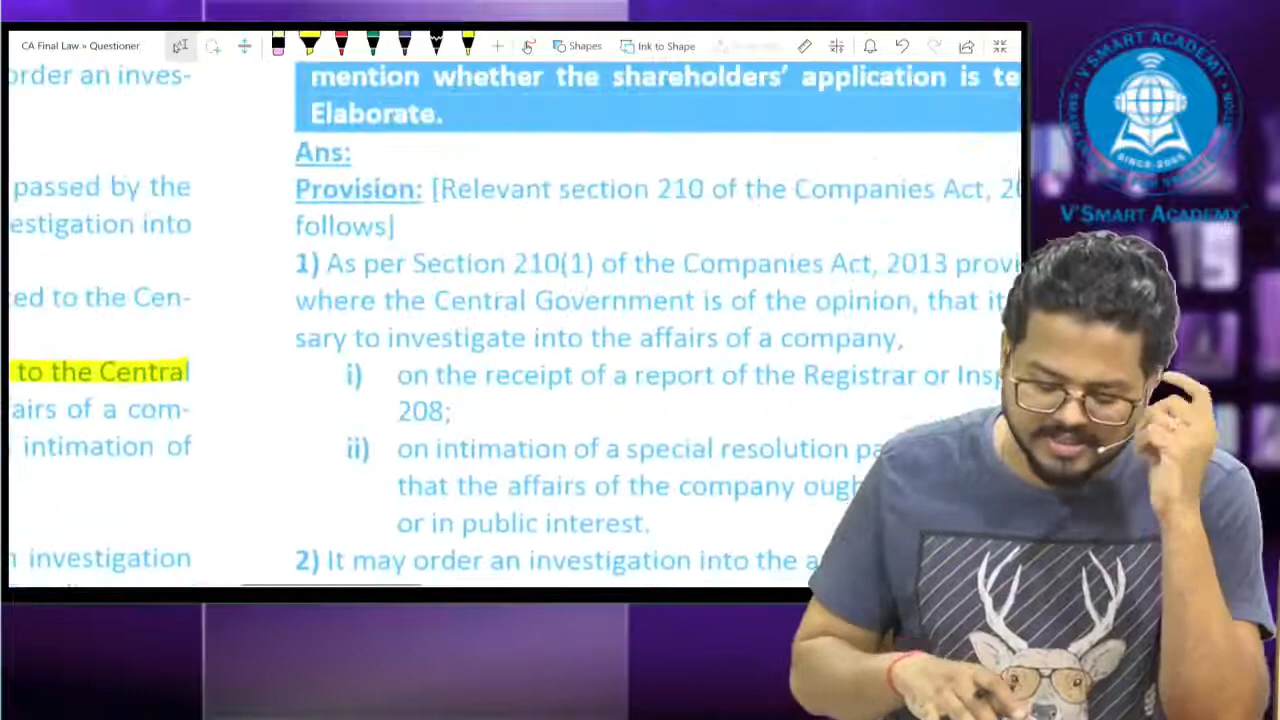 CA Final Law » Questioner
Shapes
Ink to Shape
order an inves-
passed by the
estigation into
ed to the Cen-
to the Central
airs of a com-
intimation of
investigation
mention whether the shareholders' application is te
Elaborate.
Ans:
Provision: [Relevant section 210 of the Companies Act, 20
follows]
1) As per Section 210(1) of the Companies Act, 2013 provi
where the Central Government is of the opinion, that it
sary to investigate into the affairs of a company,
i) on the receipt of a report of the Registrar or Insp
208;
ii) on intimation of a special resolution pa
that the affairs of the company ough
or in public interest.
2) It may order an investigation into the a
V'SMART ACADEMY
SINCE-2005
V'SMART ACADEMY